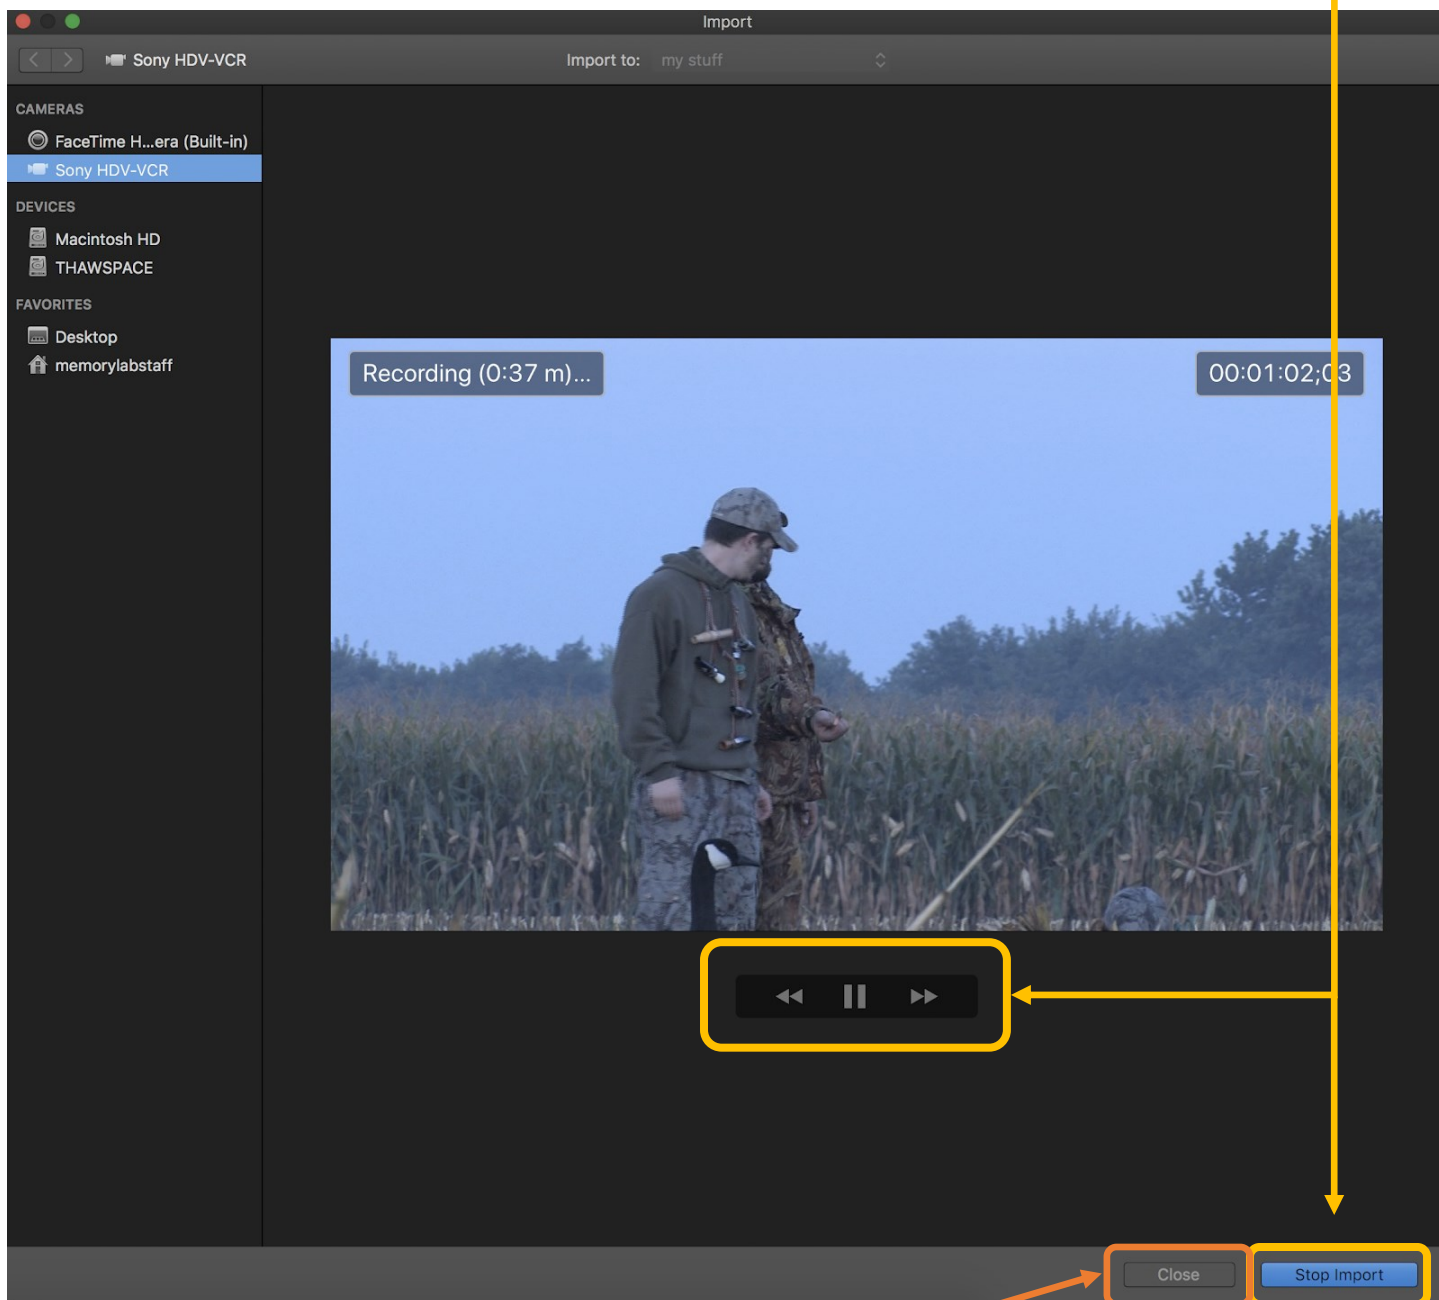 Import
Sony HDV-VCR
Import to: my stuff
CAMERAS
FaceTime H...era (Built-in)
Sony HDV-VCR
DEVICES
Macintosh HD
THAWSPACE
FAVORITES
Desktop
memorylabstaff
Recording (0:37 m)...
00:01:02;03
Close
Stop Import